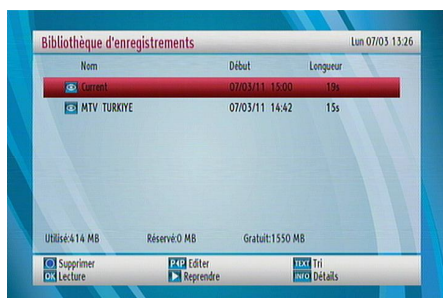 Bibliothèque d'enregistrements Lun 07/03 13:26
Nom Début Longueur
Current 07/03/11 15:00 19s
MTV TURKIYE 07/03/11 14:42 15s
Utilisé:414 MB Réservé:0 MB Gratuit:1550 MB
Supprimer P◄P Editer TEXT Tri
OK Lecture Reprendre INFO Détails